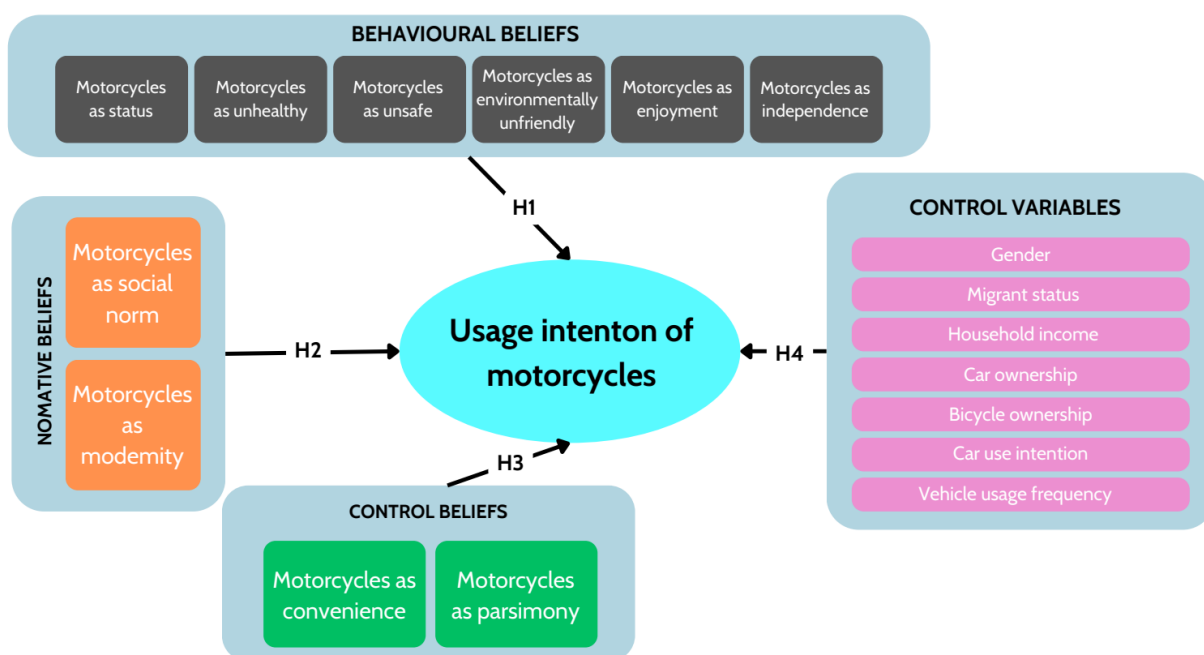 BEHAVIOURAL BELIEFS
Motorcycles
as status
Motorcycles
as unhealthy
Motorcycles
as unsafe
Motorcycles as
environmentally
unfriendly
Motorcycles as
enjoyment
Motorcycles as
independence
H1
NOMATIVE BELIEFS
Motorcycles
as social
norm
Motorcycles
as
modemity
H2
Usage intenton of
motorcycles
H4
CONTROL VARIABLES
Gender
Migrant status
Household income
Car ownership
Bicycle ownership
Car use intention
Vehicle usage frequency
H3
CONTROL BELIEFS
Motorcycles as
convenience
Motorcycles
as parsimony